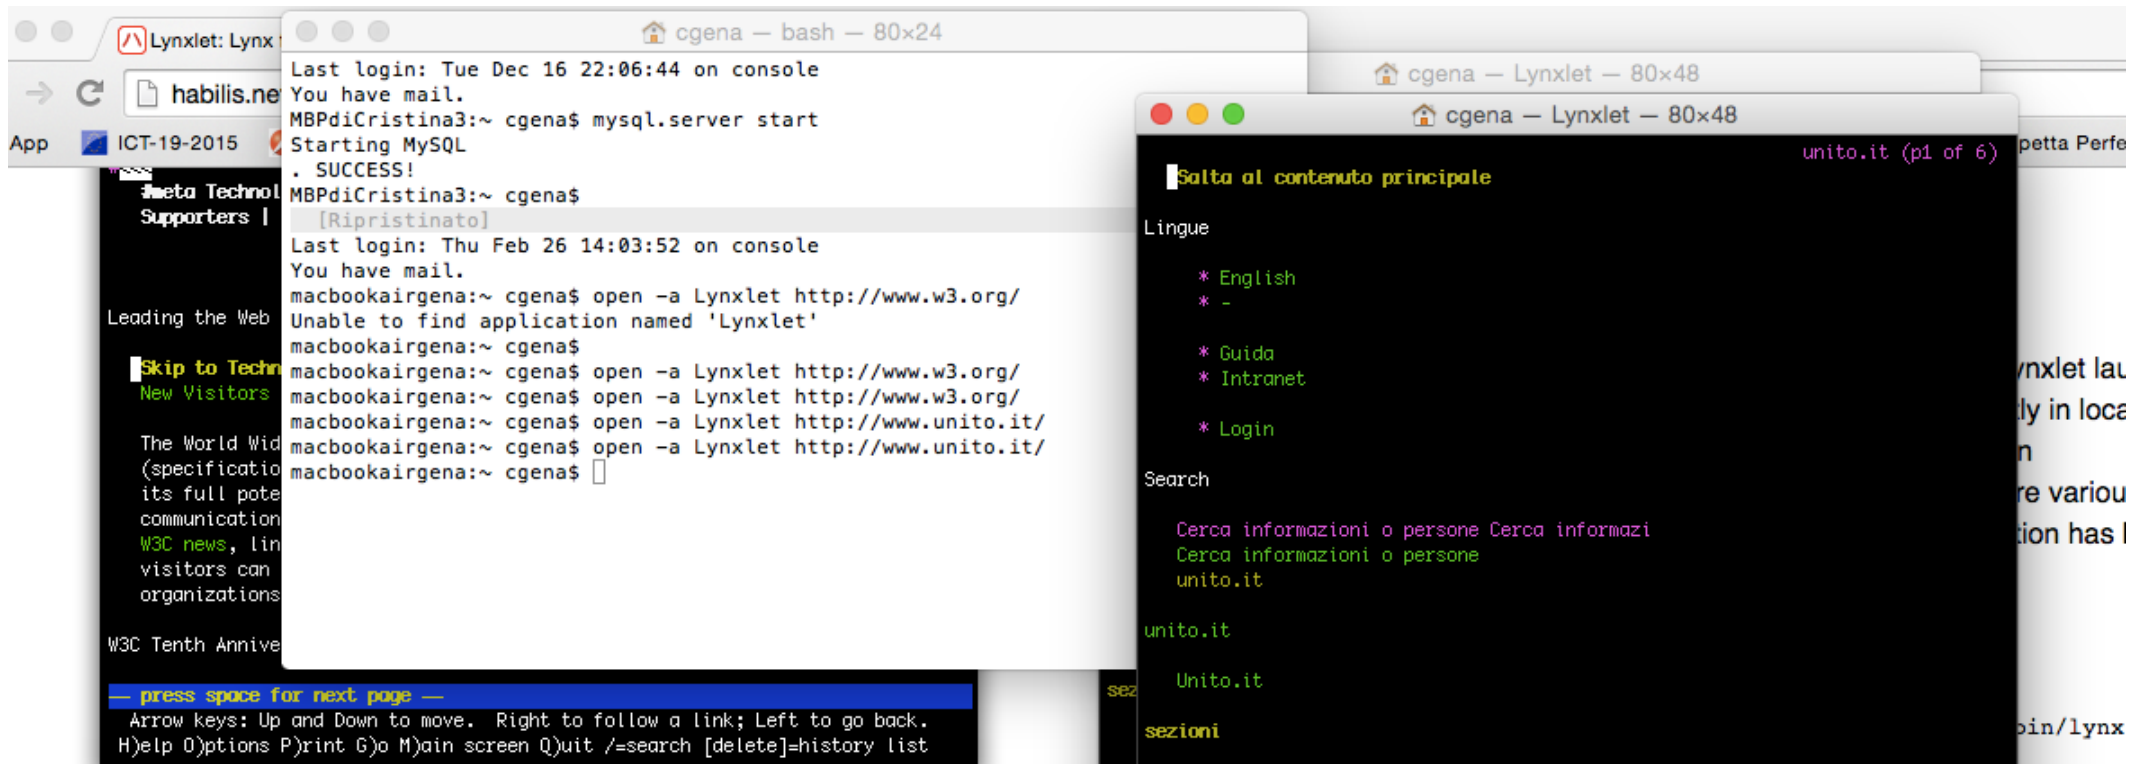 Lynxlet: Lynx
cgena — bash — 80×24
cgena — Lynxlet — 80×48
habilis.ne
App
ICT-19-2015
petta Perfe
#meta Technol
Supporters |
Leading the Web
Skip to Techn
New Visitors
The World Wid
(specificatio
its full pote
communication
W3C news, lin
visitors can
organizations
W3C Tenth Annive
— press space for next page —
Arrow keys: Up and Down to move.  Right to follow a link; Left to go back.
H)elp O)ptions P)rint G)o M)ain screen Q)uit /=search [delete]=history list
Last login: Tue Dec 16 22:06:44 on console
You have mail.
MBPdiCristina3:~ cgena$ mysql.server start
Starting MySQL
. SUCCESS!
MBPdiCristina3:~ cgena$
[Ripristinato]
Last login: Thu Feb 26 14:03:52 on console
You have mail.
macbookairgena:~ cgena$ open -a Lynxlet http://www.w3.org/
Unable to find application named 'Lynxlet'
macbookairgena:~ cgena$
macbookairgena:~ cgena$ open -a Lynxlet http://www.w3.org/
macbookairgena:~ cgena$ open -a Lynxlet http://www.w3.org/
macbookairgena:~ cgena$ open -a Lynxlet http://www.unito.it/
macbookairgena:~ cgena$ open -a Lynxlet http://www.unito.it/
macbookairgena:~ cgena$
sez
cgena — Lynxlet — 80×48
unito.it (p1 of 6)
Salta al contenuto principale
Lingue
* English
* -
* Guida
* Intranet
* Login
Search
Cerca informazioni o persone Cerca informazi
Cerca informazioni o persone
unito.it
unito.it
Unito.it
sezioni
ynxlet lau
tly in loca
n
re variou
tion has
bin/lynx